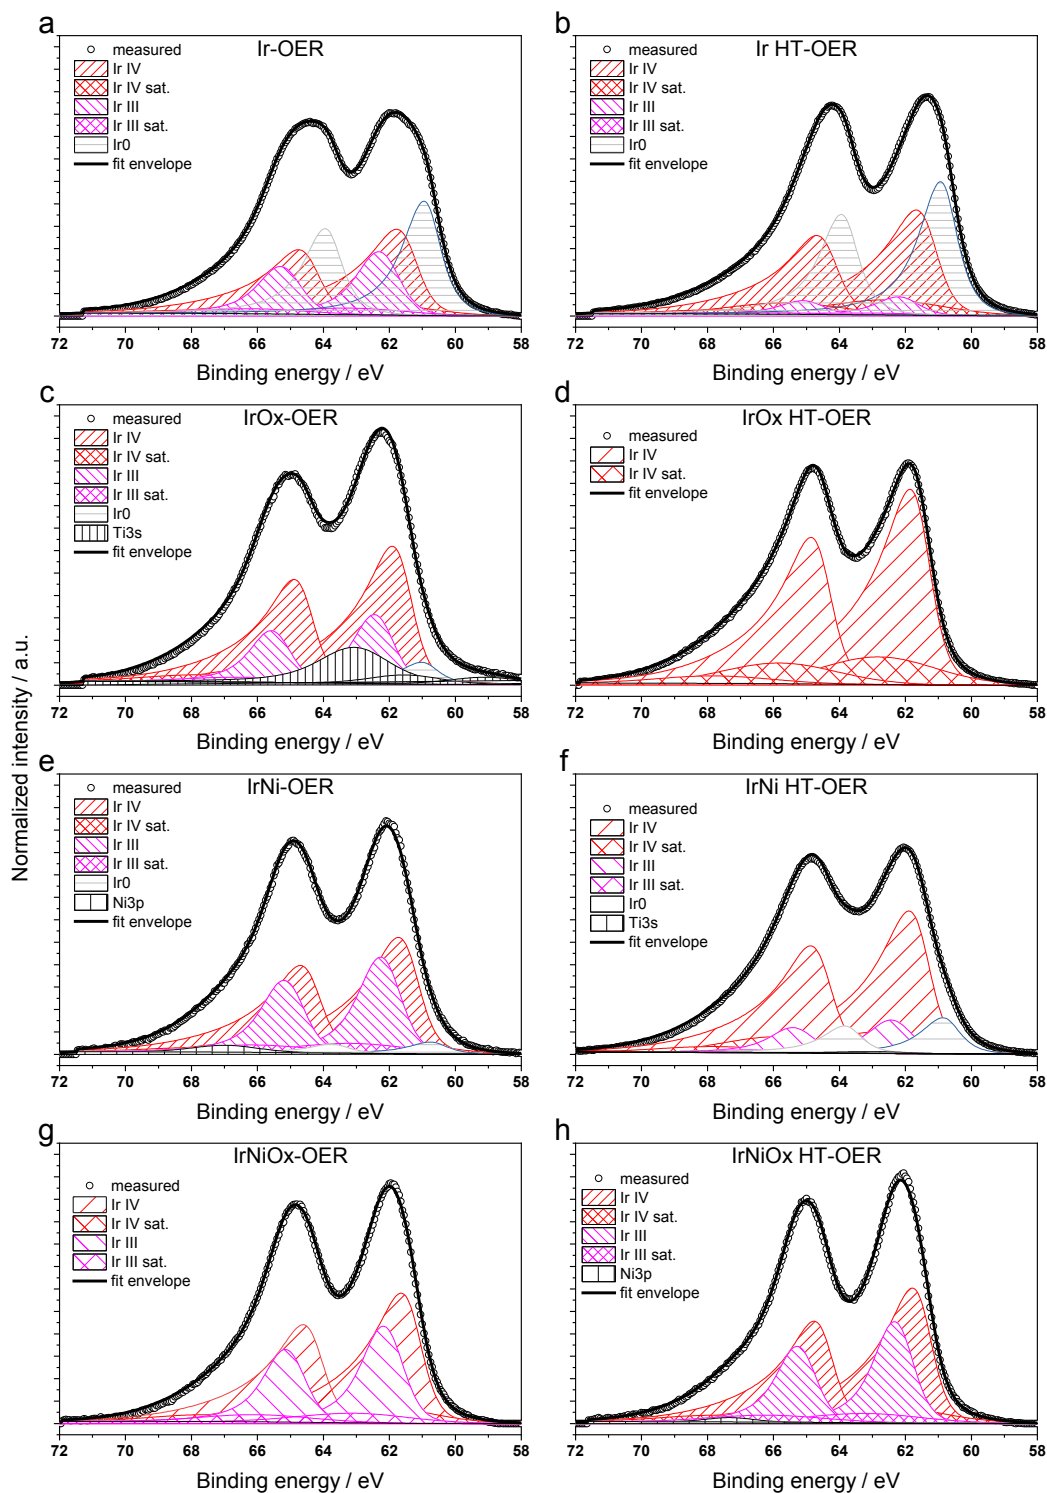 a
Ir-OER
measured
Ir IV
Ir IV sat.
Ir III
Ir III sat.
Ir0
fit envelope
72 70 68 66 64 62 60 58
Binding energy / eV
b
Ir HT-OER
measured
Ir IV
Ir IV sat.
Ir III
Ir III sat.
Ir0
fit envelope
72 70 68 66 64 62 60 58
Binding energy / eV
c
IrOx-OER
measured
Ir IV
Ir IV sat.
Ir III
Ir III sat.
Ir0
Ti3s
fit envelope
72 70 68 66 64 62 60 58
Binding energy / eV
d
IrOx HT-OER
measured
Ir IV
Ir IV sat.
fit envelope
72 70 68 66 64 62 60 58
Binding energy / eV
Normalized intensity / a.u.
e
IrNi-OER
measured
Ir IV
Ir IV sat.
Ir III
Ir III sat.
Ir0
Ni3p
fit envelope
72 70 68 66 64 62 60 58
Binding energy / eV
f
IrNi HT-OER
measured
Ir IV
Ir IV sat.
Ir III
Ir III sat.
Ir0
Ti3s
fit envelope
72 70 68 66 64 62 60 58
Binding energy / eV
g
IrNiOx-OER
measured
Ir IV
Ir IV sat.
Ir III
Ir III sat.
fit envelope
72 70 68 66 64 62 60 58
Binding energy / eV
h
IrNiOx HT-OER
measured
Ir IV
Ir IV sat.
Ir III
Ir III sat.
Ni3p
fit envelope
72 70 68 66 64 62 60 58
Binding energy / eV